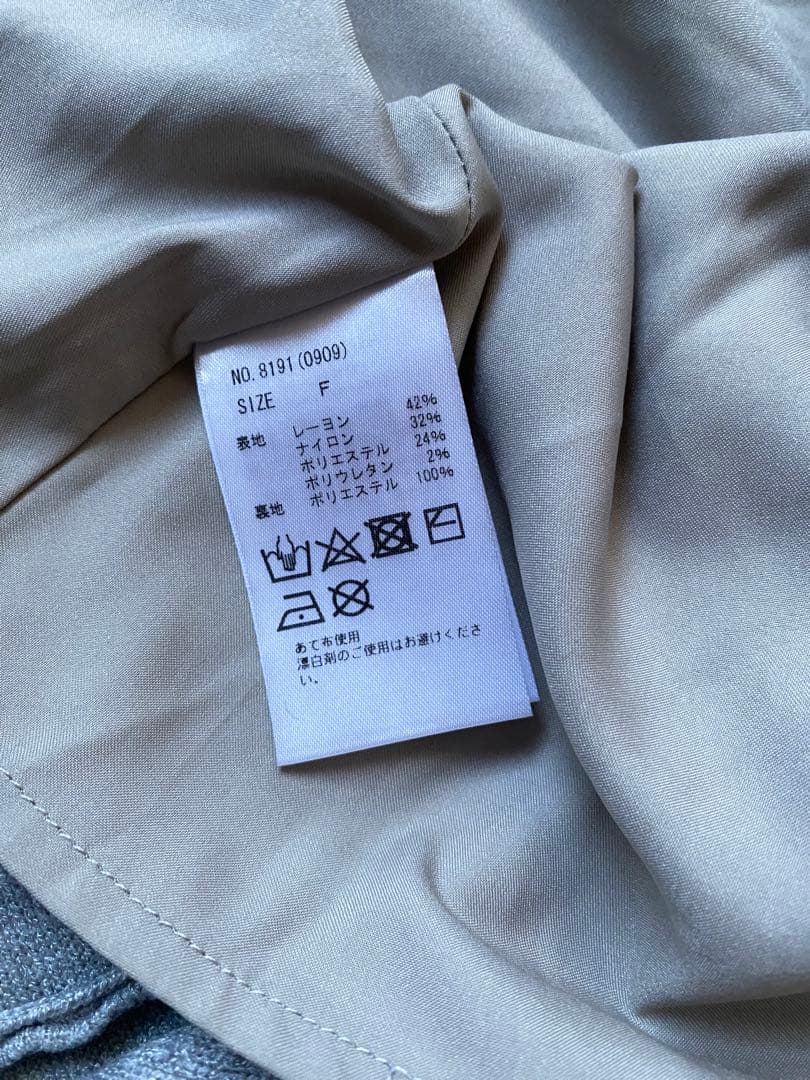 NO. 8191(0909)
SIZE F
表地 レーヨン 42%
ナイロン 32%
ポリエステル 24%
ポリウレタン 2%
裏地 ポリエステル 100%
あて布使用
漂白剤のご使用はお避けくださ
い。